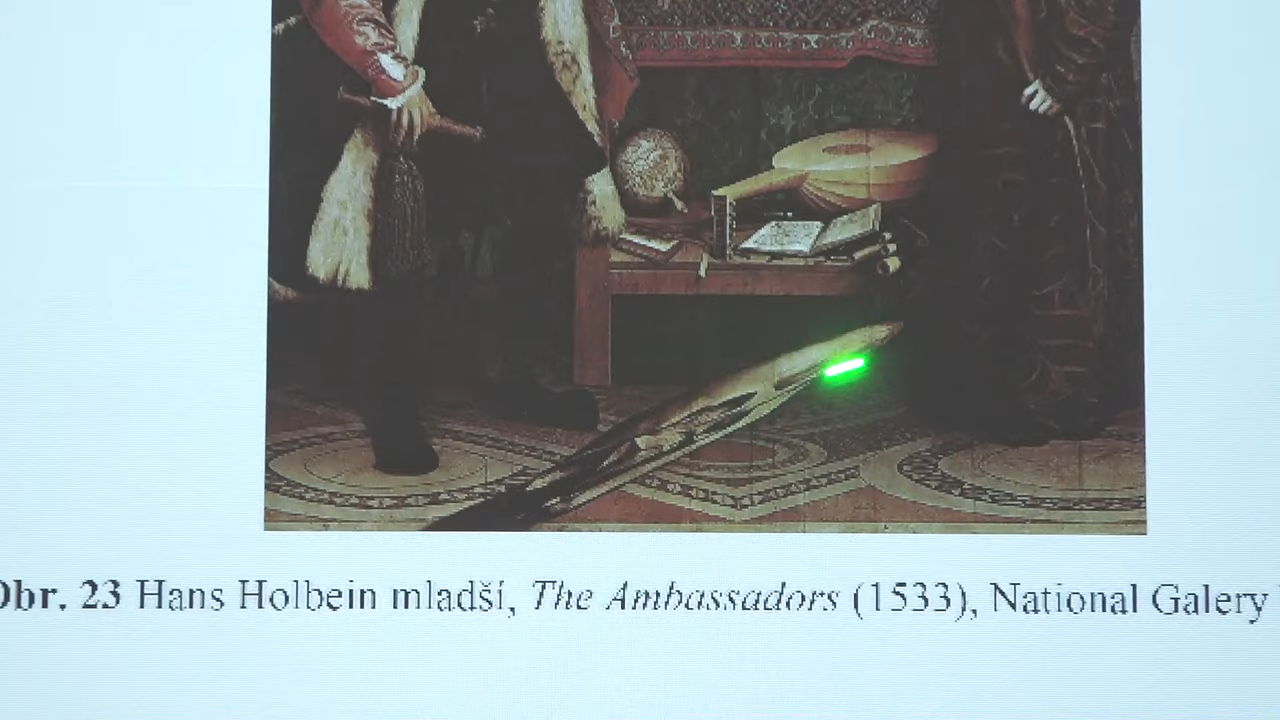 Obr. 23 Hans Holbein mladší, The Ambassadors (1533), National Galery